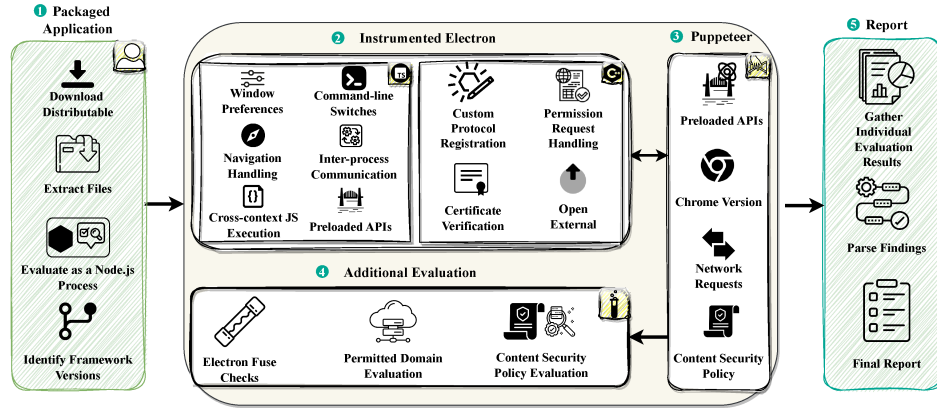 1 Packaged
Application
Download
Distributable
Extract Files
Evaluate as a Node.js
Process
Identify Framework
Versions
2 Instrumented Electron
TS
Window
Preferences
Command-line
Switches
Navigation
Handling
Inter-process
Communication
{}
Cross-context JS
Execution
Preloaded APIs
C++
Custom
Protocol
Registration
Permission
Request
Handling
Certificate
Verification
Open
External
3 Puppeteer
Preloaded APIs
Chrome Version
Network
Requests
Content Security
Policy
4 Additional Evaluation
Electron Fuse
Checks
Permitted Domain
Evaluation
Content Security
Policy Evaluation
5 Report
Gather
Individual
Evaluation
Results
Parse Findings
Final Report